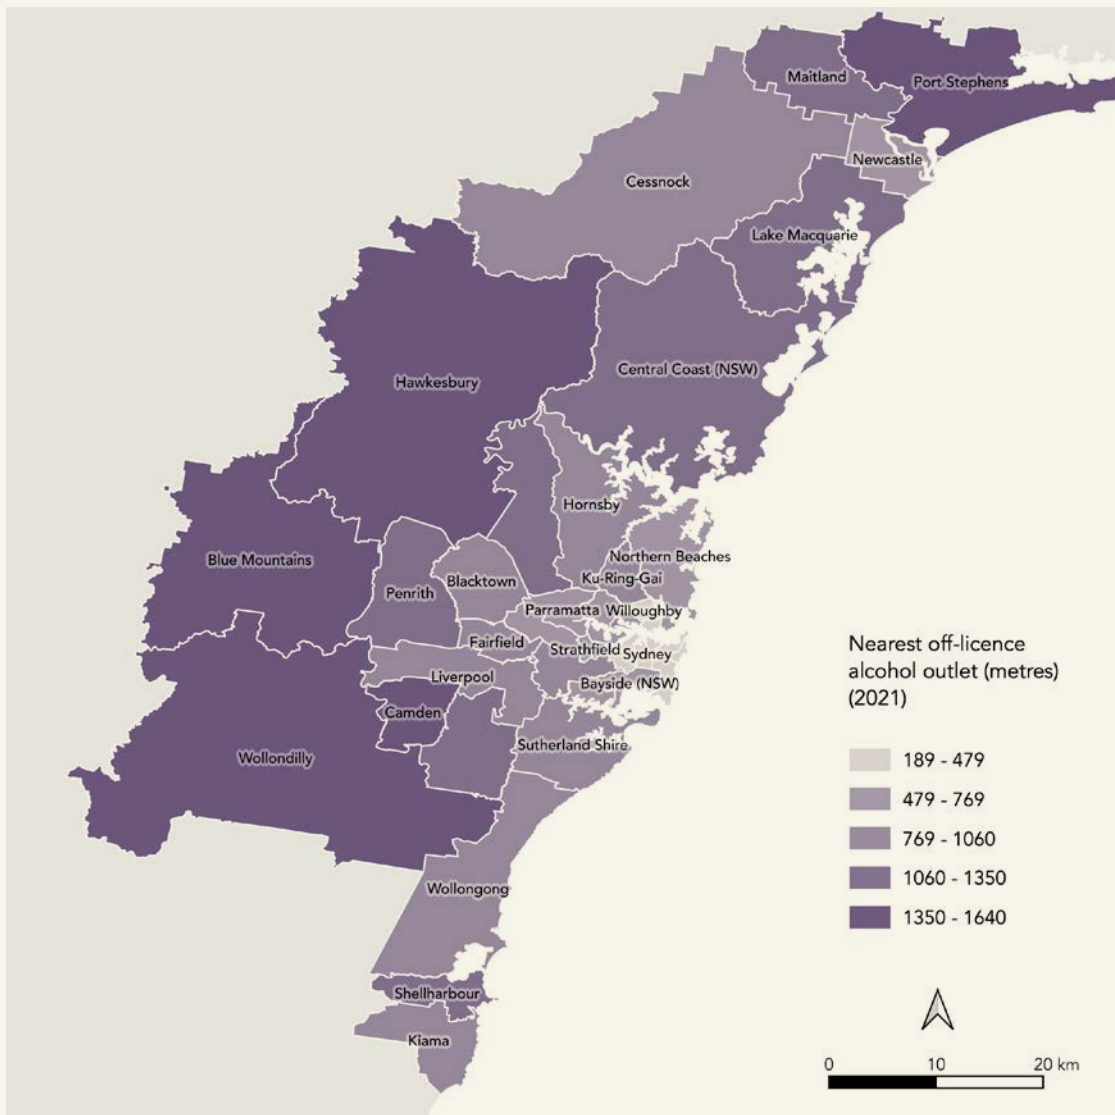 Maitland
Port Stephens
Newcastle
Cessnock
Lake Macquarie
Central Coast (NSW)
Hawkesbury
Hornsby
Northern Beaches
Blue Mountains
Blacktown
Ku-Ring-Gai
Penrith
Parramatta
Willoughby
Fairfield
Strathfield
Sydney
Liverpool
Bayside (NSW)
Camden
Sutherland Shire
Wollondilly
Wollongong
Shellharbour
Kiama
Nearest off-licence
alcohol outlet (metres)
(2021)
189 - 479
479 - 769
769 - 1060
1060 - 1350
1350 - 1640
0 10 20 km